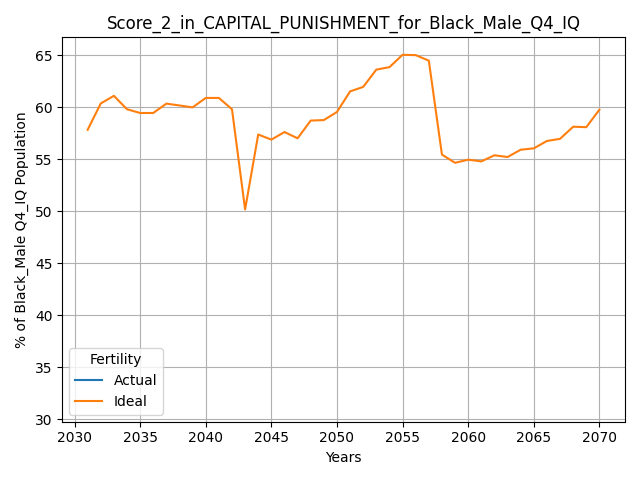 Score_2_in_CAPITAL_PUNISHMENT_for_Black_Male_Q4_IQ
% of Black_Male Q4_IQ Population
65
60
55
50
45
40
35
30
Fertility
Actual
Ideal
2030 2035 2040 2045 2050 2055 2060 2065 2070
Years